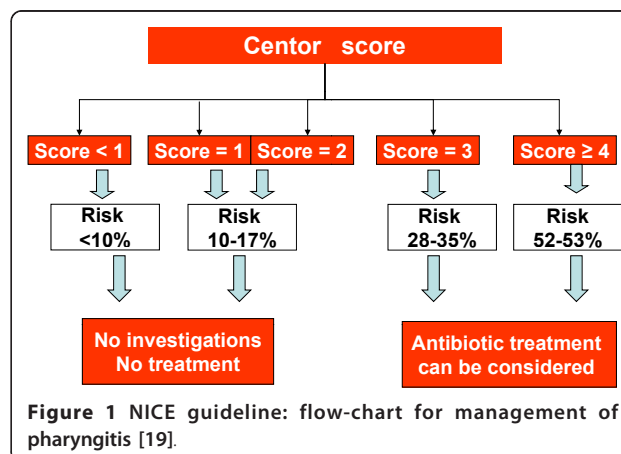 Centor score
Score < 1
Score = 1
Score = 2
Score = 3
Score ≥ 4
Risk
<10%
Risk
10-17%
Risk
28-35%
Risk
52-53%
No investigations
No treatment
Antibiotic treatment
can be considered
Figure 1 NICE guideline: flow-chart for management of
pharyngitis [19].